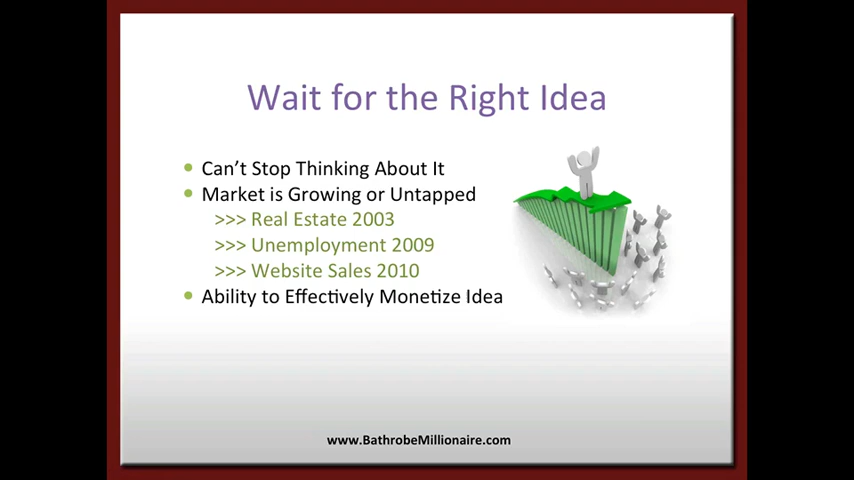 Wait for the Right Idea
• Can't Stop Thinking About It
• Market is Growing or Untapped
>>> Real Estate 2003
>>> Unemployment 2009
>>> Website Sales 2010
• Ability to Effectively Monetize Idea
www.BathrobeMillionaire.com